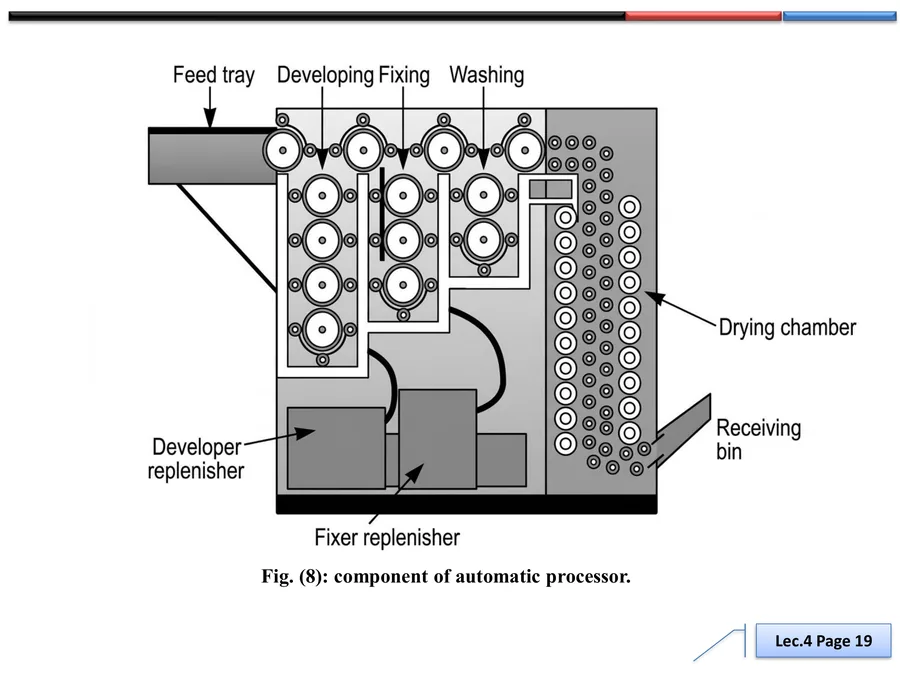 Feed tray Developing Fixing Washing
Drying chamber
Receiving
bin
Developer
replenisher
Fixer replenisher
Fig. (8): component of automatic processor.
Lec.4 Page 19